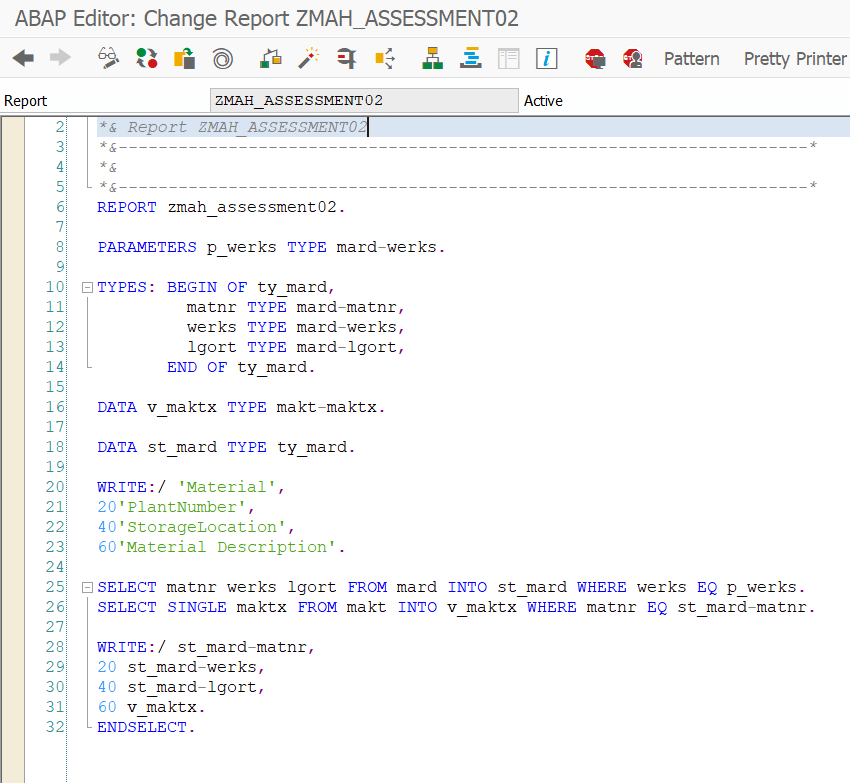 ABAP Editor: Change Report ZMAH_ASSESSMENT02
Pattern Pretty Printer
Report ZMAH_ASSESSMENT02 Active
2 *& Report ZMAH_ASSESSMENT02
3 *&---------------------------------------------------------------------*
4 *&
5 *&---------------------------------------------------------------------*
6 REPORT zmah_assessment02.
7
8 PARAMETERS p_werks TYPE mard-werks.
9
10 TYPES: BEGIN OF ty_mard,
11 matnr TYPE mard-matnr,
12 werks TYPE mard-werks,
13 lgort TYPE mard-lgort,
14 END OF ty_mard.
15
16 DATA v_maktx TYPE makt-maktx.
17
18 DATA st_mard TYPE ty_mard.
19
20 WRITE:/ 'Material',
21 20'PlantNumber',
22 40'StorageLocation',
23 60'Material Description'.
24
25 SELECT matnr werks lgort FROM mard INTO st_mard WHERE werks EQ p_werks.
26 SELECT SINGLE maktx FROM makt INTO v_maktx WHERE matnr EQ st_mard-matnr.
27
28 WRITE:/ st_mard-matnr,
29 20 st_mard-werks,
30 40 st_mard-lgort,
31 60 v_maktx.
32 ENDSELECT.